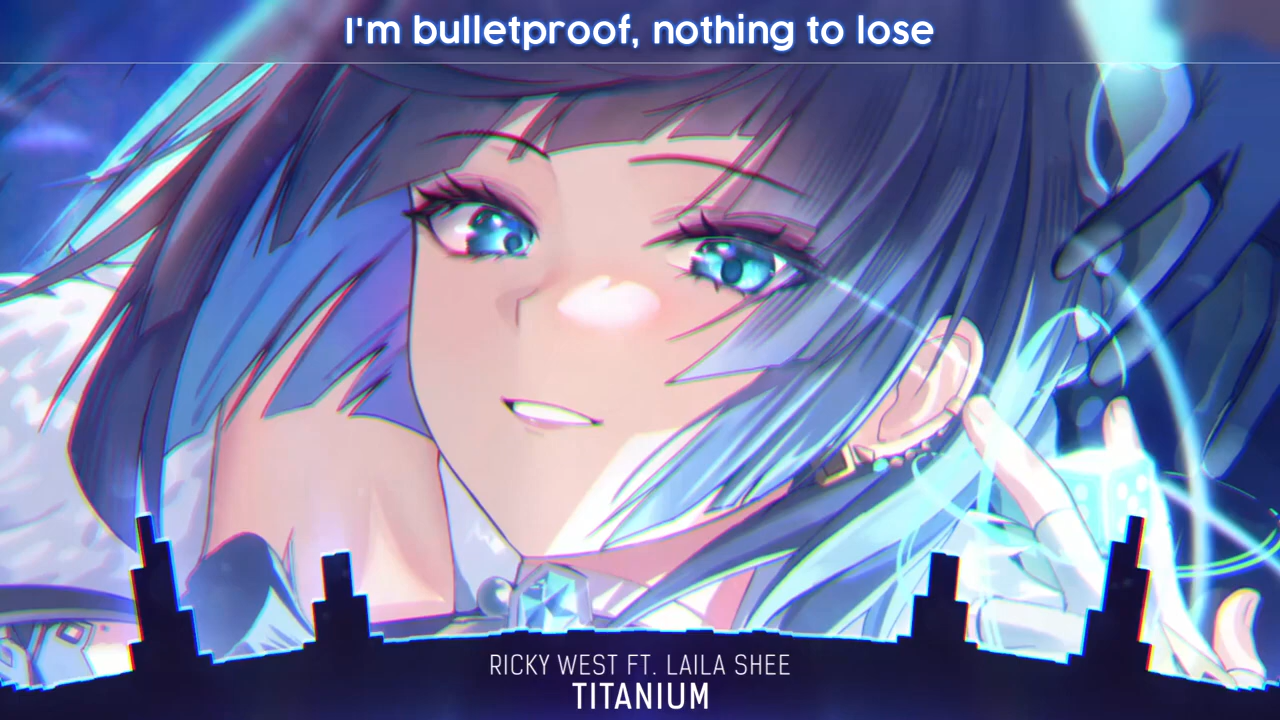 I'm bulletproof, nothing to lose
RICKY WEST FT. LAILA SHEE
TITANIUM